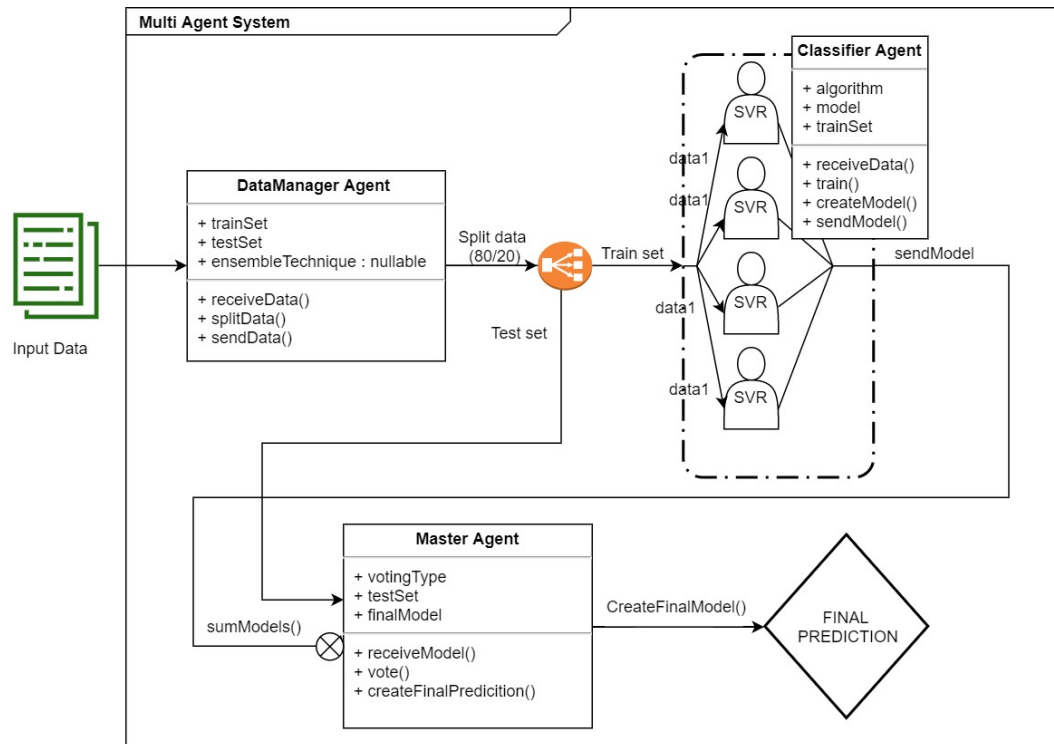 Multi Agent System
Input Data
DataManager Agent
+ trainSet
+ testSet
+ ensembleTechnique : nullable
+ receiveData()
+ splitData()
+ sendData()
Split data
(80/20)
Train set
Test set
data1
data1
data1
data1
SVR
SVR
SVR
SVR
Classifier Agent
+ algorithm
+ model
+ trainSet
+ receiveData()
+ train()
+ createModel()
+ sendModel()
sendModel
sumModels()
Master Agent
+ votingType
+ testSet
+ finalModel
+ receiveModel()
+ vote()
+ createFinalPredicition()
CreateFinalModel()
FINAL
PREDICTION